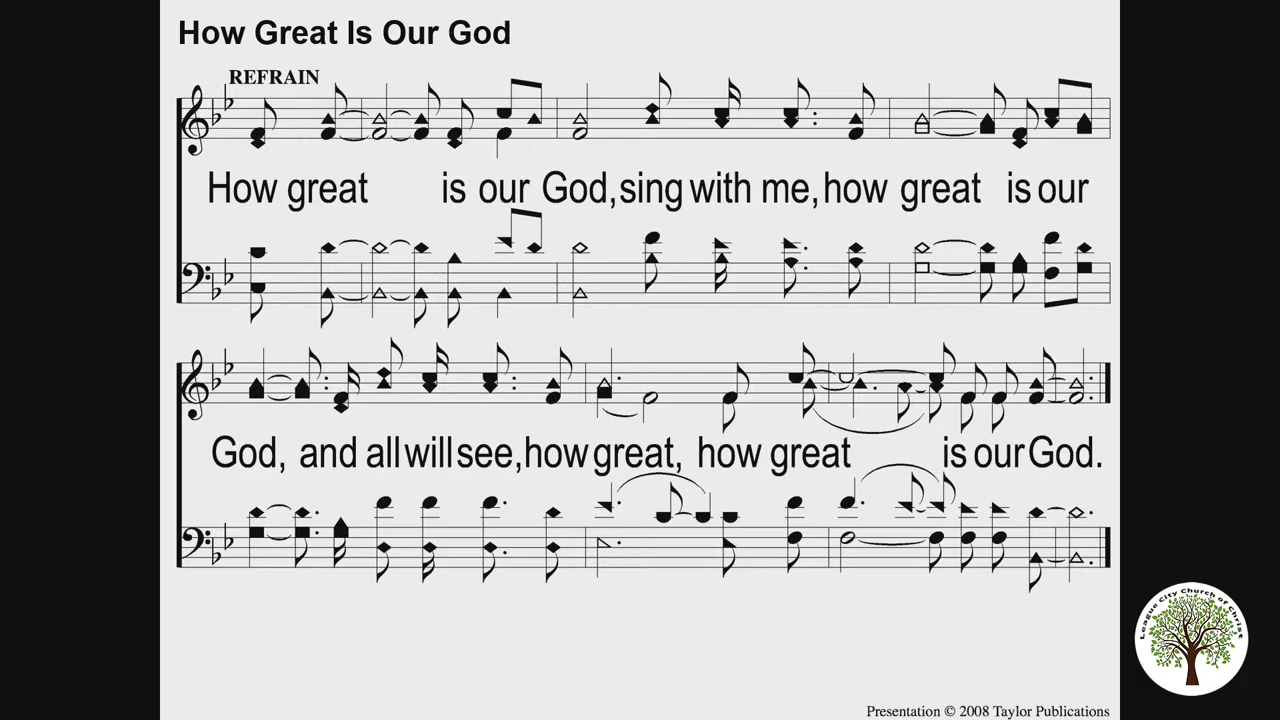 How Great Is Our God
REFRAIN
How great is our God, sing with me, how great is our
God, and all will see, how great, how great is our God.
League City Church of Christ
Presentation © 2008 Taylor Publications